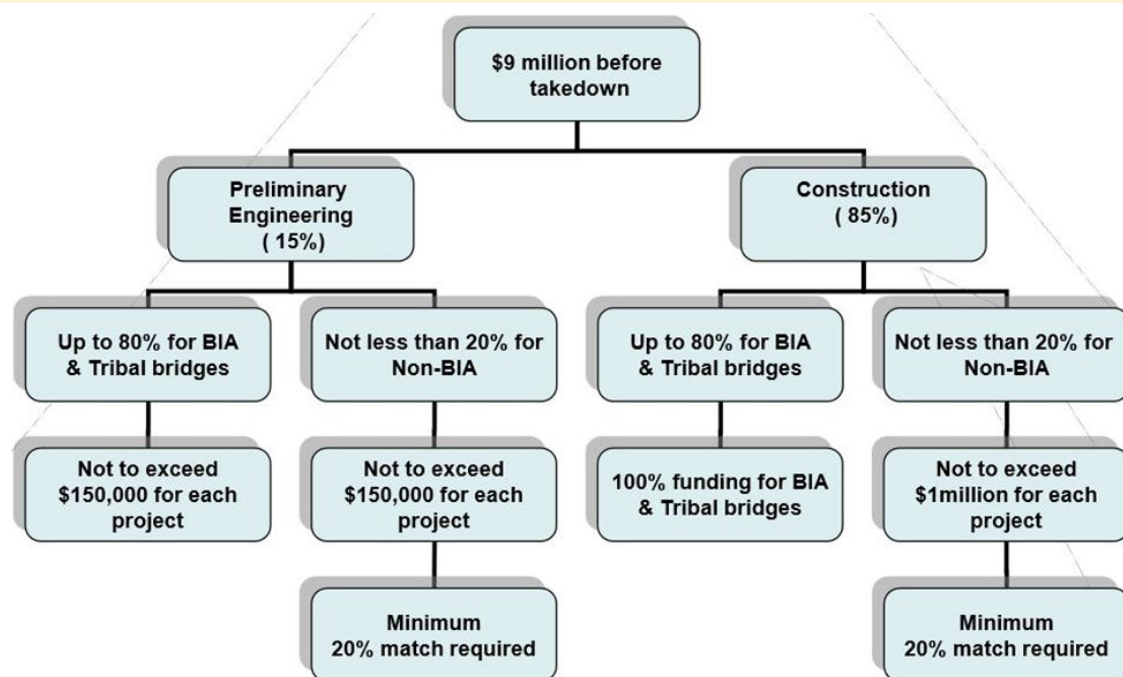 $9 million before
takedown
Preliminary
Engineering
( 15%)
Construction
( 85%)
Up to 80% for BIA
& Tribal bridges
Not less than 20% for
Non-BIA
Up to 80% for BIA
& Tribal bridges
Not less than 20% for
Non-BIA
Not to exceed
$150,000 for each
project
Not to exceed
$150,000 for each
project
100% funding for BIA
& Tribal bridges
Not to exceed
$1million for each
project
Minimum
20% match required
Minimum
20% match required